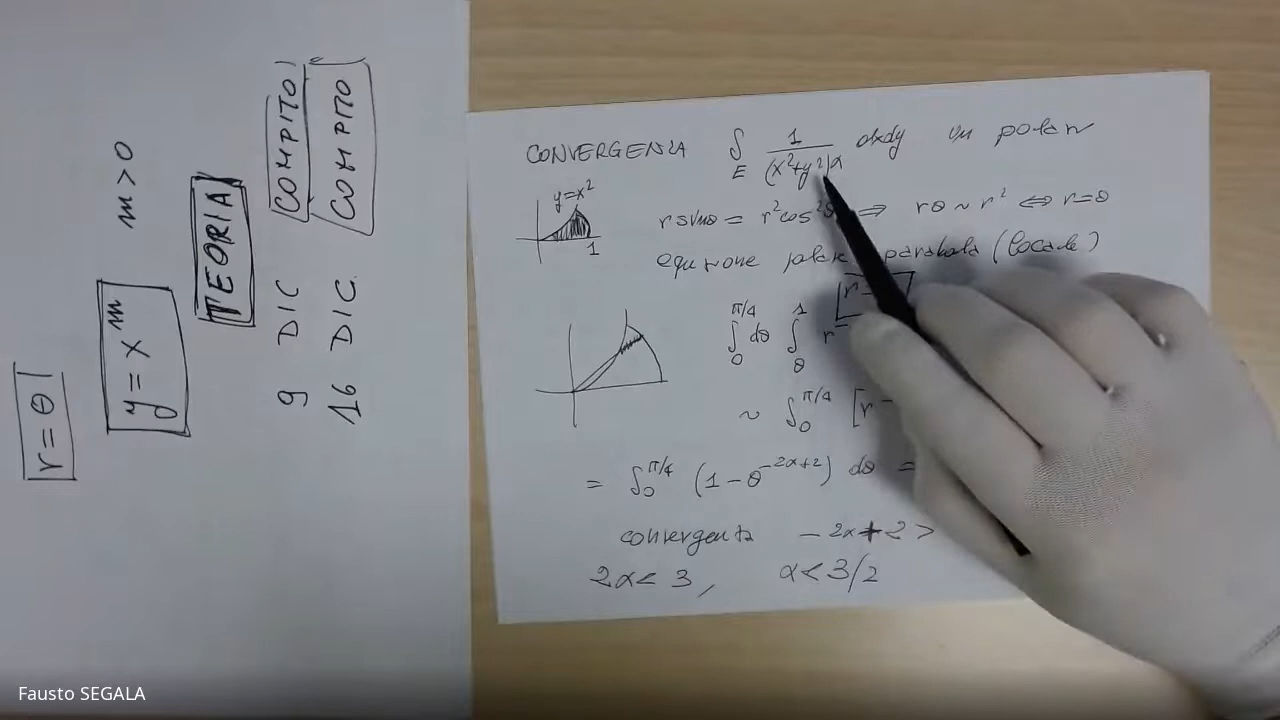 CONVERGENZA ∫_E 1/(x²+y²)^α dxdy in polari
y=x²
1
r sinθ = r²cos²θ ⇒ rθ ~ r² ⇔ r=θ
equazione polare parabola (locale)
∫_0^{π/4} dθ ∫_θ^1 r
r =
~ ∫_0^{π/4} [r −
= ∫_0^{π/4} (1−θ^{−2α+2}) dθ =
convergenza −2α+2 >
2α < 3, α < 3/2
r=θ
y=x^m m>0
TEORIA
9 DIC COMPITO
16 DIC. COMPITO
Fausto SEGALA